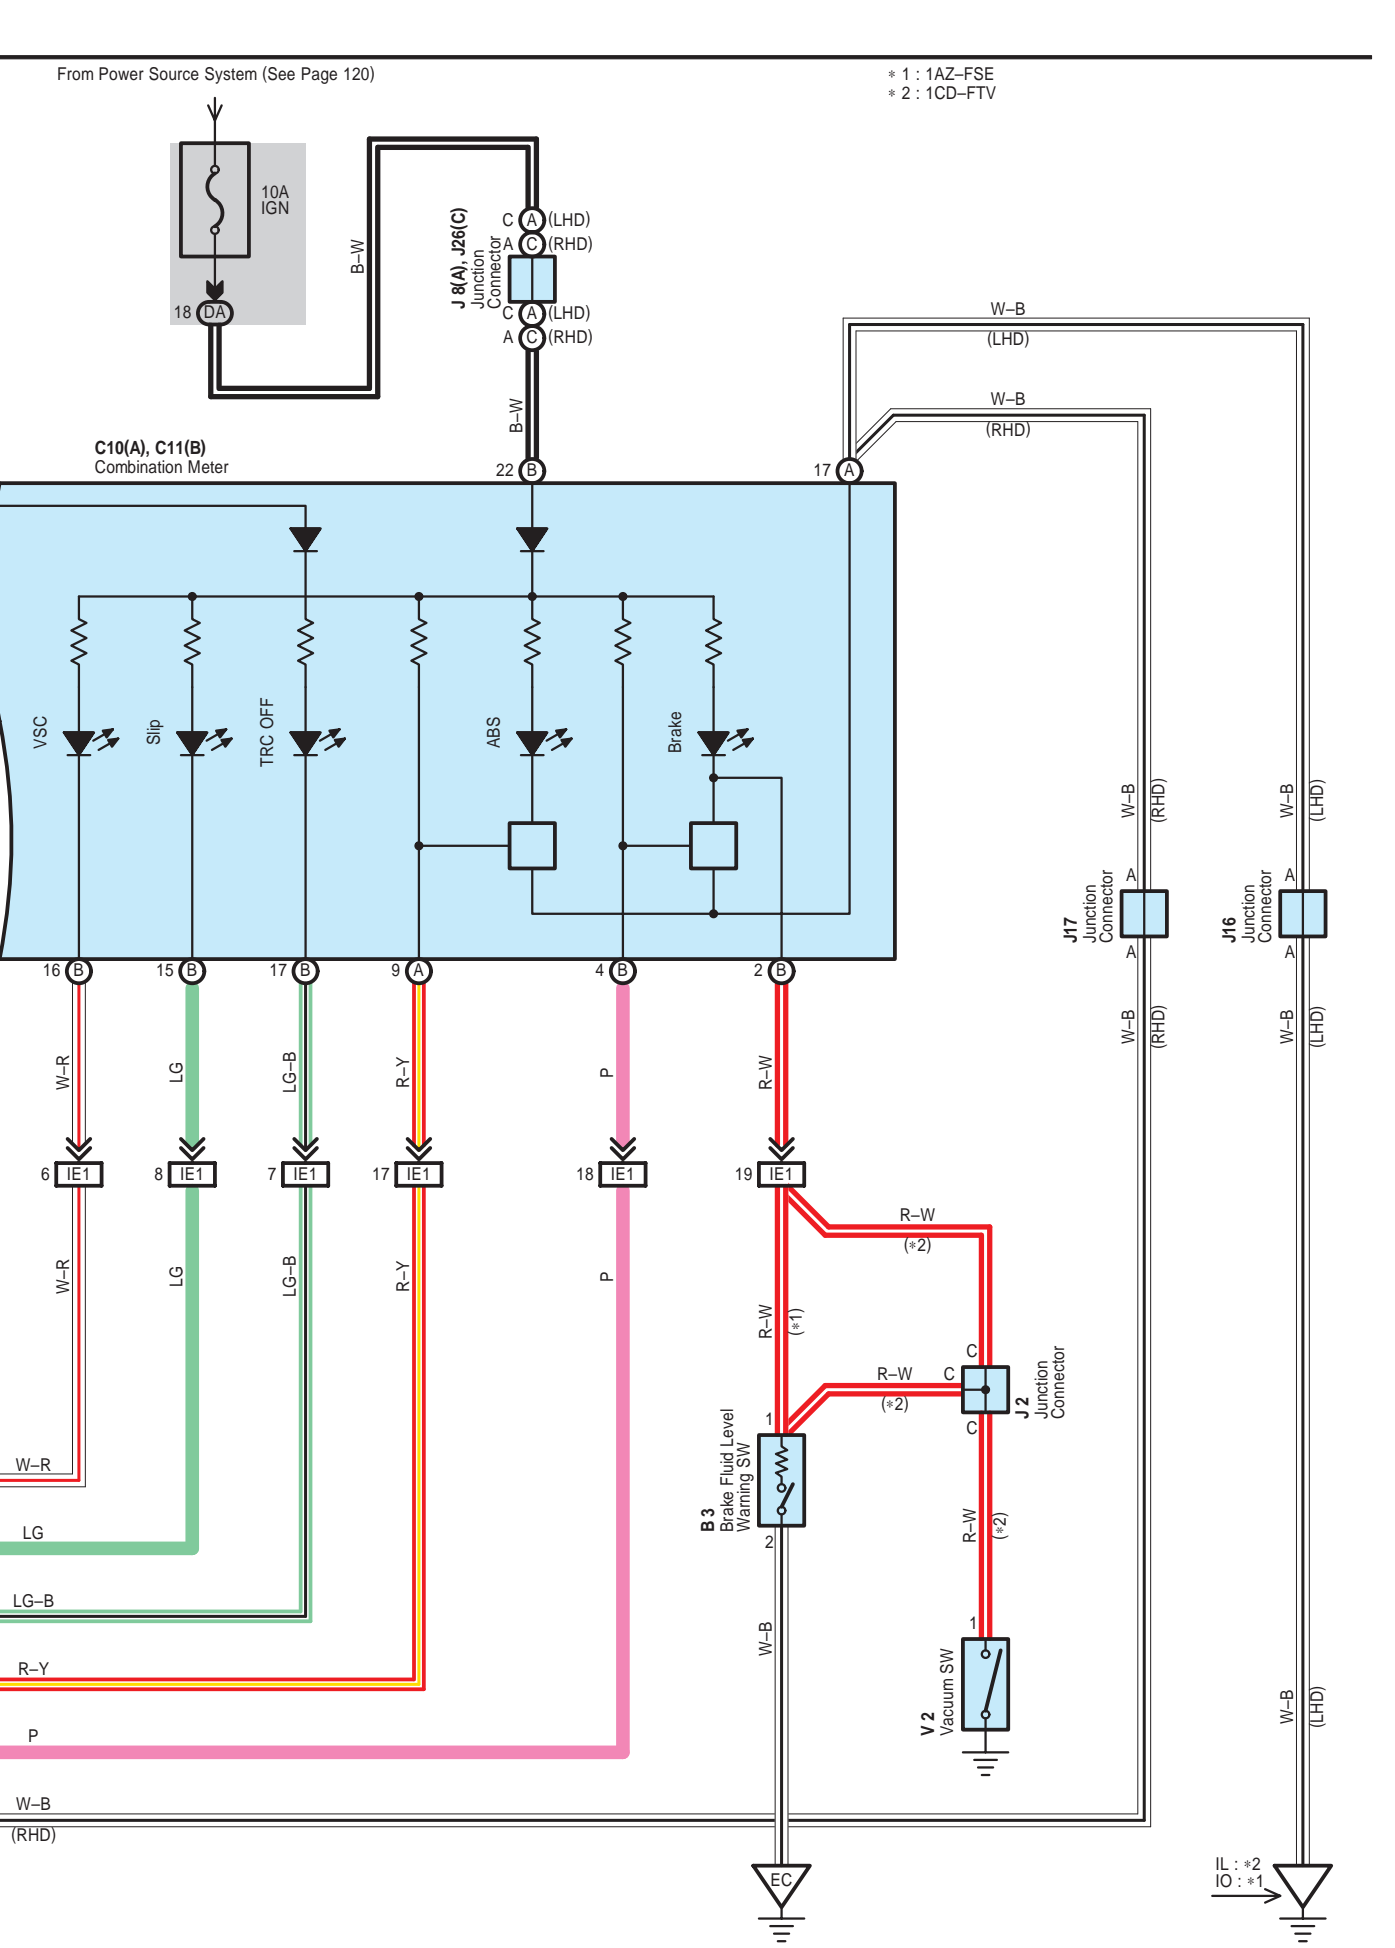 From Power Source System (See Page 120)
∗ 1 : 1AZ–FSE
∗ 2 : 1CD–FTV
10A
IGN
18 DA
B–W
J 8(A), J26(C)
Junction
Connector
C A (LHD)
A C (RHD)
C A (LHD)
A C (RHD)
B–W
W–B
(LHD)
W–B
(RHD)
C10(A), C11(B)
Combination Meter
22 B
17 A
VSC
Slip
TRC OFF
ABS
Brake
W–B
(RHD)
W–B
(LHD)
A
J17
Junction
Connector
A
A
J16
Junction
Connector
A
16 B
15 B
17 B
9 A
4 B
2 B
W–B
(RHD)
W–B
(LHD)
W–R
LG
LG–B
R–Y
P
R–W
6 IE1
8 IE1
7 IE1
17 IE1
18 IE1
19 IE1
W–R
LG
LG–B
R–Y
P
R–W
(∗2)
R–W
(∗1)
R–W
(∗2)
C
C
C
J 2
Junction
Connector
1
B 3
Brake Fluid Level
Warning SW
2
W–R
LG
LG–B
R–Y
P
W–B
(RHD)
R–W
(∗2)
W–B
1
V 2
Vacuum SW
W–B
(LHD)
EC
IL : ∗2
IO : ∗1